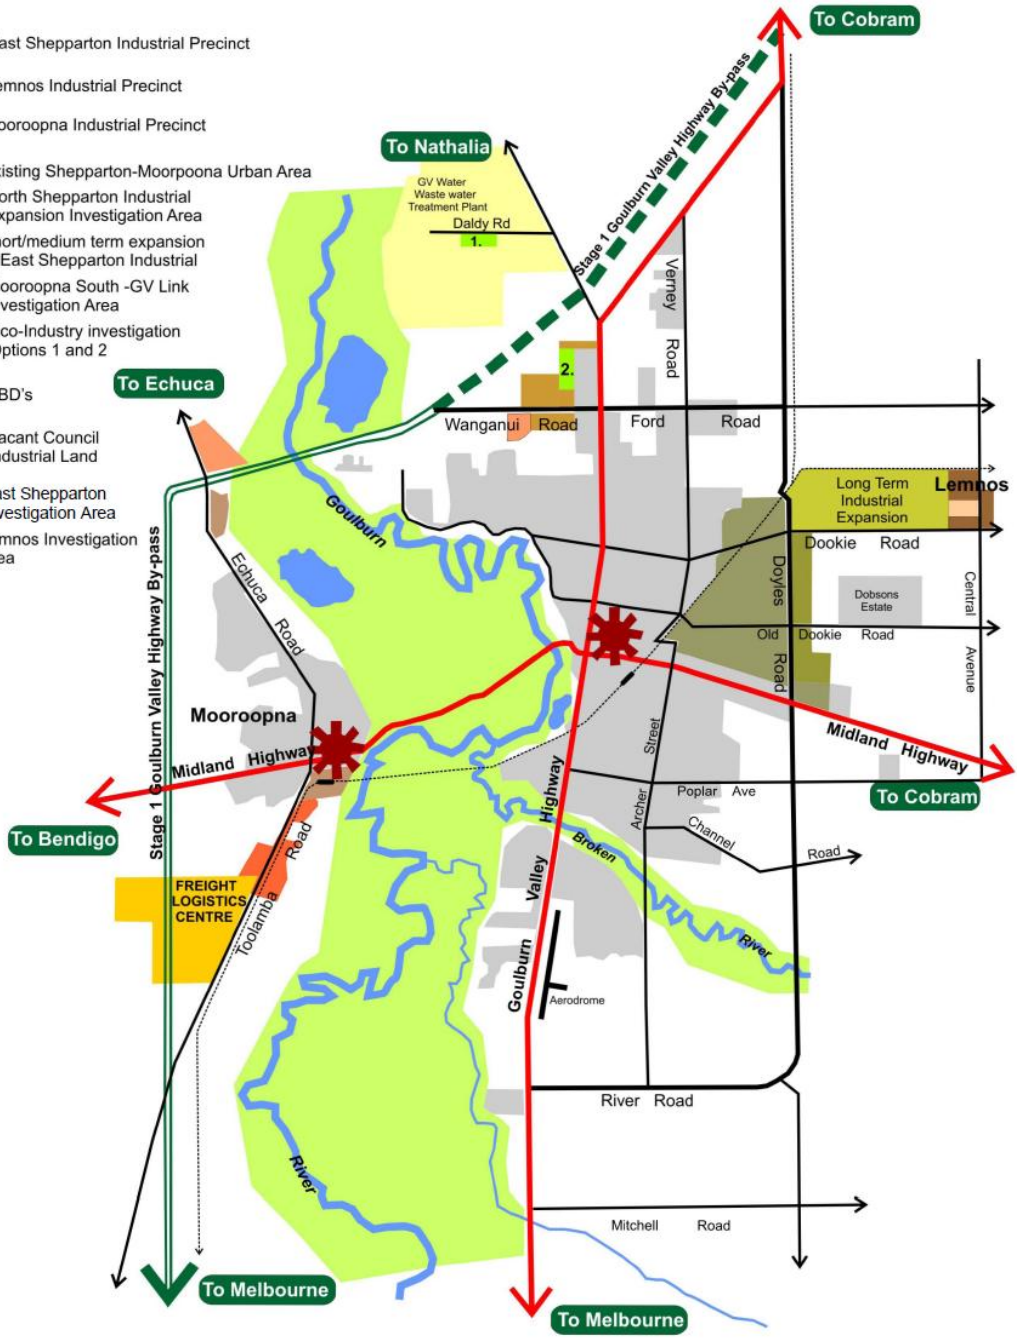 ast Shepparton Industrial Precinct
emnos Industrial Precinct
ooroopna Industrial Precinct
xisting Shepparton-Moorpoona Urban Area
orth Shepparton Industrial
xpansion Investigation Area
hort/medium term expansion
East Shepparton Industrial
ooroopna South -GV Link
vestigation Area
co-Industry investigation
ptions 1 and 2
BD's
acant Council
ndustrial Land
ast Shepparton
vestigation Area
emnos Investigation
ea
To Cobram
To Nathalia
Stage 1 Goulburn Valley Highway By-pass
GV Water
Waste water
Treatment Plant
Daldy Rd
1.
Verney Road
2.
To Echuca
Wanganui Road
Ford Road
Long Term
Industrial
Expansion
Lemnos
Goulburn
Dookie Road
Stage 1 Goulburn Valley Highway By-pass
Echuca Road
Doyles Road
Dobsons
Estate
Central Avenue
Old Dookie Road
Mooroopna
Midland Highway
Midland Highway
Archer Street
Poplar Ave
To Cobram
To Bendigo
Channel Road
Broken River
Goulburn Valley Highway
FREIGHT
LOGISTICS
CENTRE
Toolamba Road
Aerodrome
River Road
River
Mitchell Road
To Melbourne
To Melbourne